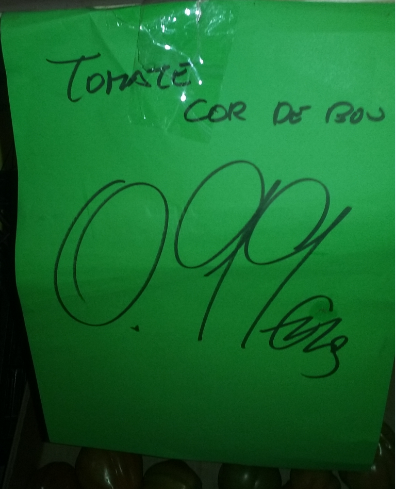 TOMATE
COR DE BOU
0.99 €/Kg